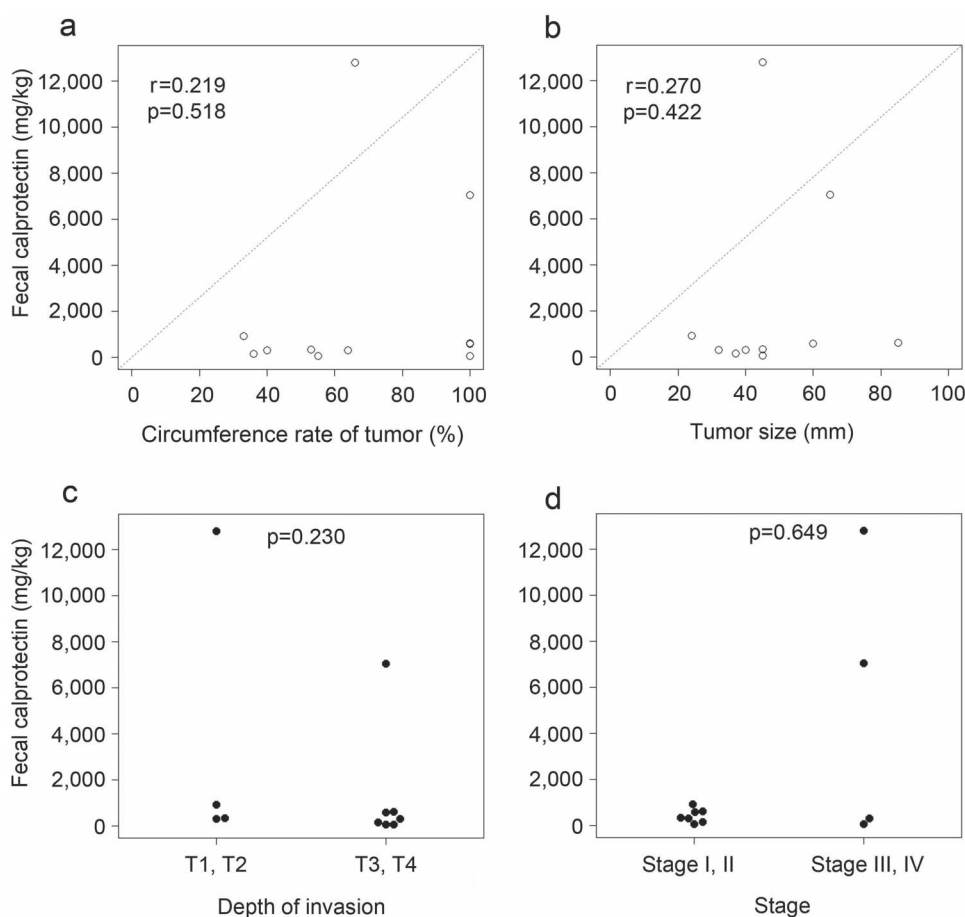 a
Fecal calprotectin (mg/kg)
12,000
10,000
8,000
6,000
4,000
2,000
0
r=0.219
p=0.518
0 20 40 60 80 100
Circumference rate of tumor (%)
b
12,000
10,000
8,000
6,000
4,000
2,000
0
r=0.270
p=0.422
0 20 40 60 80 100
Tumor size (mm)
c
Fecal calprotectin (mg/kg)
12,000
10,000
8,000
6,000
4,000
2,000
0
p=0.230
T1, T2 T3, T4
Depth of invasion
d
12,000
10,000
8,000
6,000
4,000
2,000
0
p=0.649
Stage I, II Stage III, IV
Stage